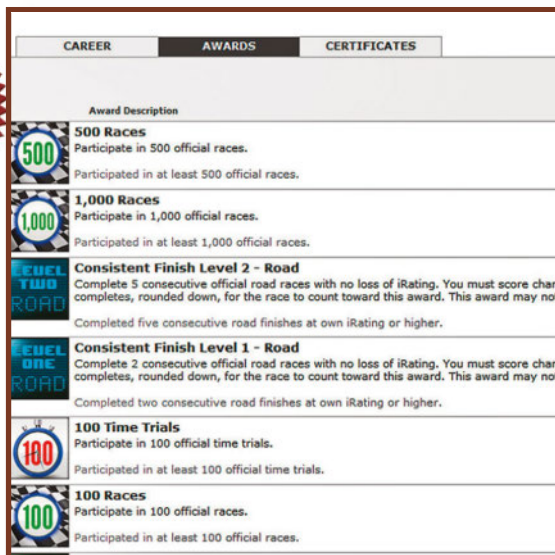 CAREER AWARDS CERTIFICATES
Award Description
500 Races
500
Participate in 500 official races.
Participated in at least 500 official races.
1,000 Races
1,000
Participate in 1,000 official races.
Participated in at least 1,000 official races.
Consistent Finish Level 2 - Road
LEVEL
TWO
ROAD
Complete 5 consecutive official road races with no loss of iRating. You must score
completes, rounded down, for the race to count toward this award. This award may
Completed five consecutive road finishes at own iRating or higher.
Consistent Finish Level 1 - Road
LEVEL
ONE
ROAD
Complete 2 consecutive official road races with no loss of iRating. You must score
completes, rounded down, for the race to count toward this award. This award may
Completed two consecutive road finishes at own iRating or higher.
100 Time Trials
100
Participate in 100 official time trials.
Participated in at least 100 official time trials.
100 Races
100
Participate in 100 official races.
Participated in at least 100 official races.